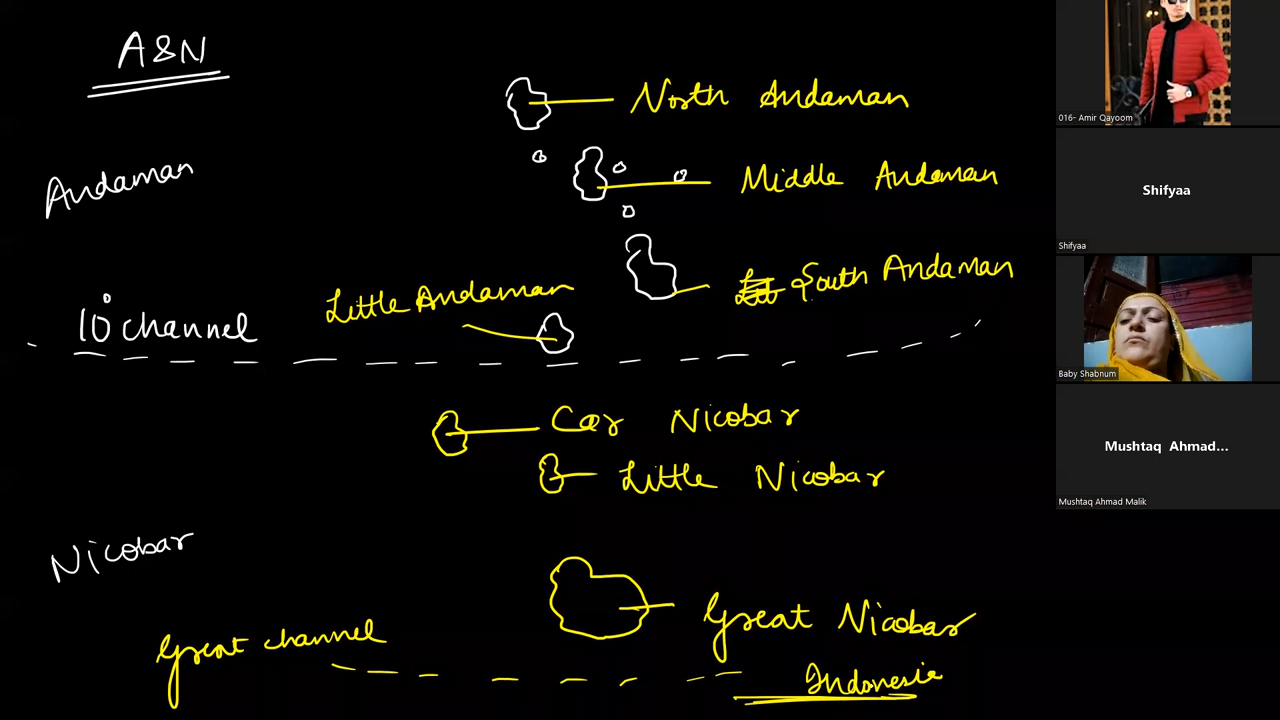 A&N
North Andaman
Middle Andaman
Andaman
South Andaman
Little Andaman
10° channel
Car Nicobar
Little Nicobar
Nicobar
Great Nicobar
Great channel
Indonesia
016- Amir Qayoom
Shifyaa
Shifyaa
Baby Shabnum
Mushtaq Ahmad...
Mushtaq Ahmad Malik